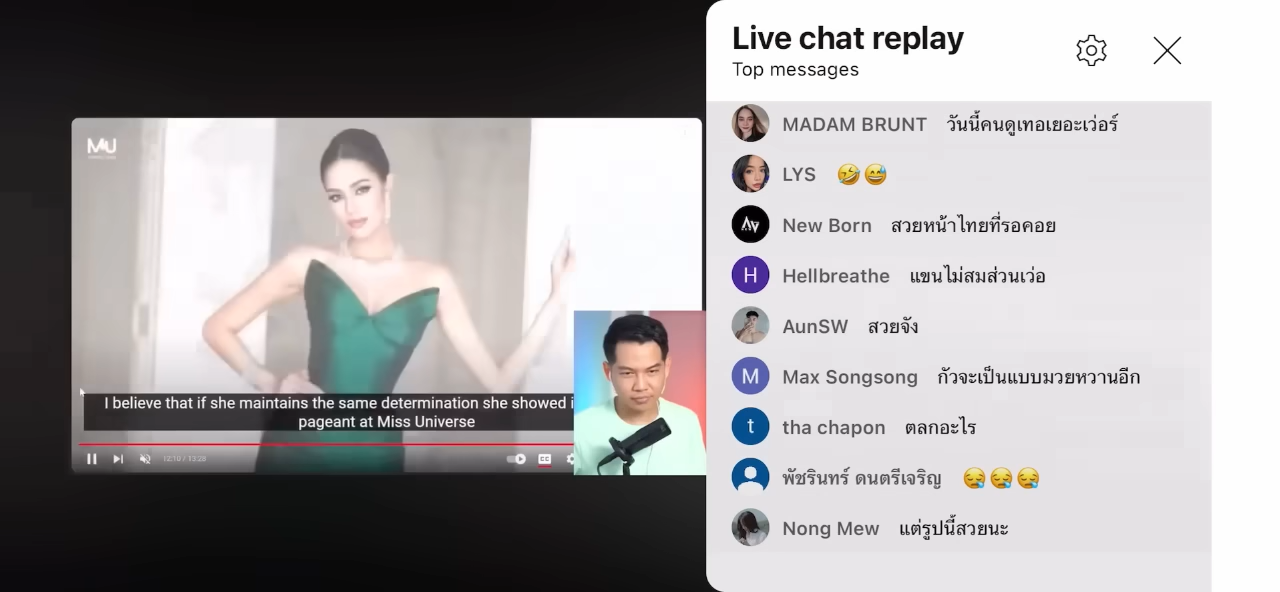 Live chat replay
Top messages
MADAM BRUNT วันนี้คนดูเทอเยอะเว่อร์
LYS 🤣😅
New Born สวยหน้าไทยที่รอคอย
H Hellbreathe แขนไม่สมส่วนเว่อ
AunSW สวยจัง
M Max Songsong กัวจะเป็นแบบมวยหวานอีก
t tha chapon ตลกอะไร
พัชรินทร์ ดนตรีเจริญ 😪😪😪
Nong Mew แต่รูปนี้สวยนะ
I believe that if she maintains the same determination she showed i
pageant at Miss Universe
12:10 / 13:28
CC